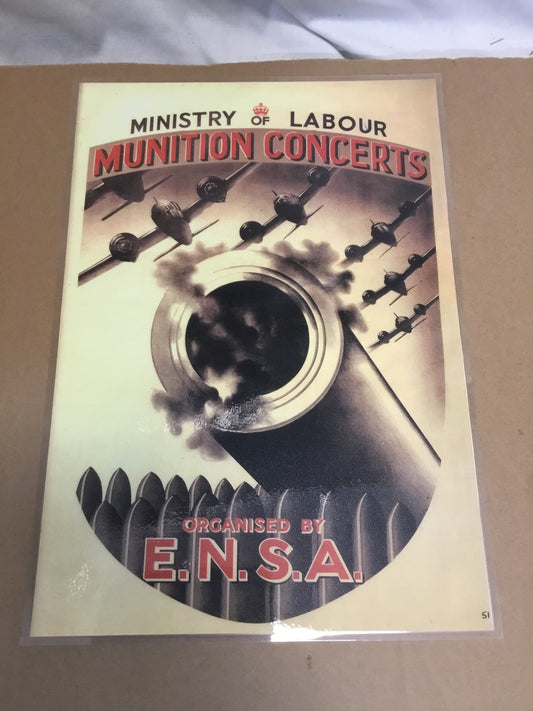 MINISTRY OF LABOUR
MUNITION CONCERTS
ORGANISED BY
E.N.S.A.
51